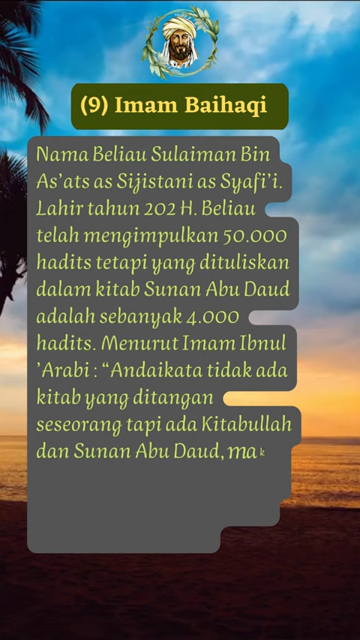 (9) Imam Baihaqi
Nama Beliau Sulaiman Bin
As'ats as Sijistani as Syafi'i.
Lahir tahun 202 H. Beliau
telah mengimpulkan 50.000
hadits tetapi yang dituliskan
dalam kitab Sunan Abu Daud
adalah sebanyak 4.000
hadits. Menurut Imam Ibnul
'Arabi : "Andaikata tidak ada
kitab yang ditangan
seseorang tapi ada Kitabullah
dan Sunan Abu Daud, mak